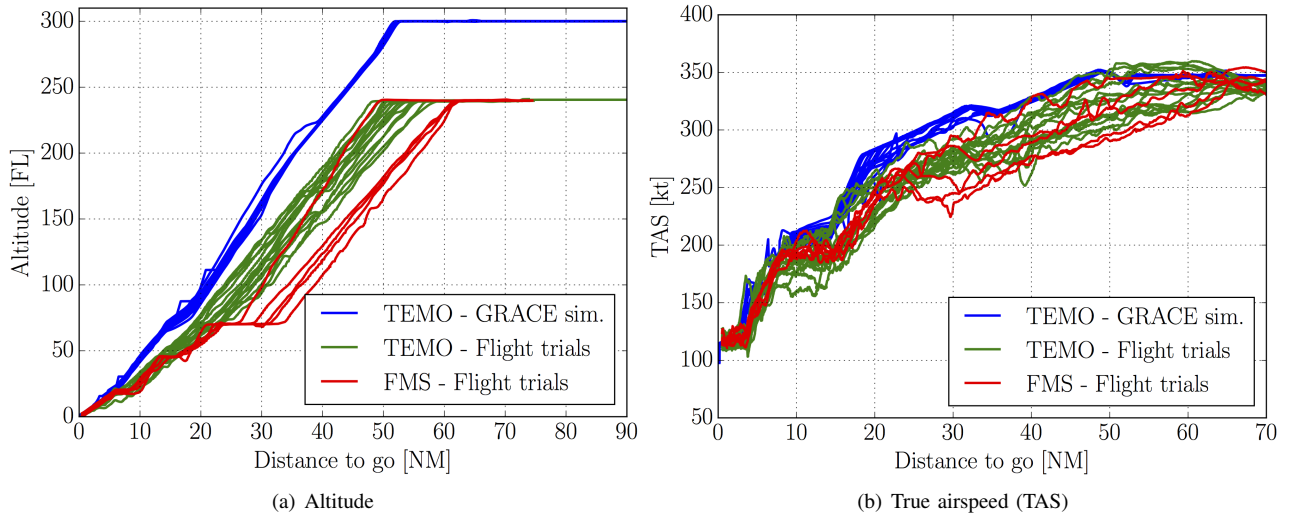 300
250
200
150
100
50
0
Altitude [FL]
TEMO - GRACE sim.
TEMO - Flight trials
FMS - Flight trials
0 10 20 30 40 50 60 70 80 90
Distance to go [NM]
(a) Altitude
400
350
300
250
200
150
100
50
TAS [kt]
TEMO - GRACE sim.
TEMO - Flight trials
FMS - Flight trials
0 10 20 30 40 50 60 70
Distance to go [NM]
(b) True airspeed (TAS)